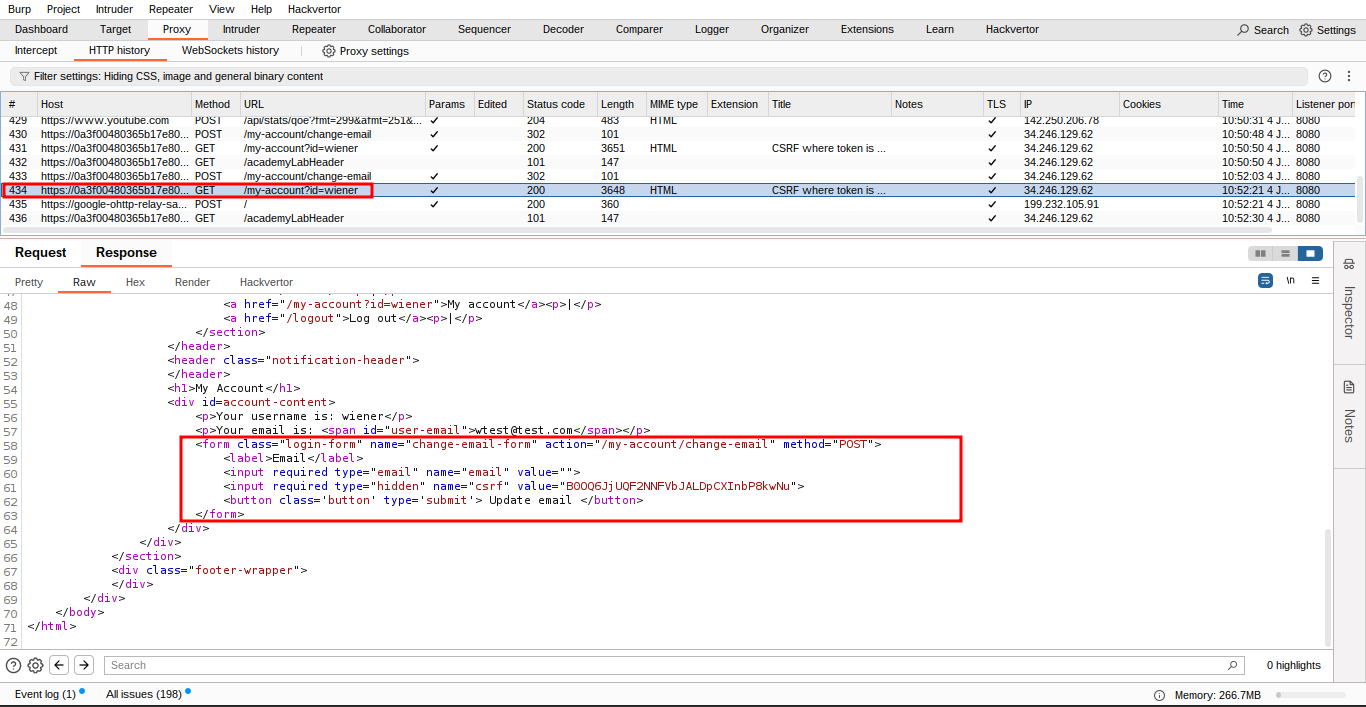 Burp Project Intruder Repeater View Help Hackvertor
Dashboard Target Proxy Intruder Repeater Collaborator Sequencer Decoder Comparer Logger Organizer Extensions Learn Hackvertor Search Settings
Intercept HTTP history WebSockets history Proxy settings
Filter settings: Hiding CSS, image and general binary content
# Host Method URL Params Edited Status code Length MIME type Extension Title Notes TLS IP Cookies Time Listener port
429 https://www.youtube.com POST /api/stats/qoe?fmt=299&afmt=251&... ✓ 204 483 HTML ✓ 142.250.206.78 10:50:31 4 J... 8080
430 https://0a3f00480365b17e80... POST /my-account/change-email ✓ 302 101 ✓ 34.246.129.62 10:50:48 4 J... 8080
431 https://0a3f00480365b17e80... GET /my-account?id=wiener ✓ 200 3651 HTML CSRF where token is ... ✓ 34.246.129.62 10:50:50 4 J... 8080
432 https://0a3f00480365b17e80... GET /academyLabHeader 101 147 ✓ 34.246.129.62 10:50:50 4 J... 8080
433 https://0a3f00480365b17e80... POST /my-account/change-email ✓ 302 101 ✓ 34.246.129.62 10:52:03 4 J... 8080
434 https://0a3f00480365b17e80... GET /my-account?id=wiener ✓ 200 3648 HTML CSRF where token is ... ✓ 34.246.129.62 10:52:21 4 J... 8080
435 https://google-ohttp-relay-sa... POST / ✓ 200 360 ✓ 199.232.105.91 10:52:21 4 J... 8080
436 https://0a3f00480365b17e80... GET /academyLabHeader 101 147 ✓ 34.246.129.62 10:52:30 4 J... 8080
Request Response
Pretty Raw Hex Render Hackvertor \n
48 <a href="/my-account?id=wiener">My account</a><p>|</p>
49 <a href="/logout">Log out</a><p>|</p>
50 </section>
51 </header>
52 <header class="notification-header">
53 </header>
54 <h1>My Account</h1>
55 <div id=account-content>
56 <p>Your username is: wiener</p>
57 <p>Your email is: <span id="user-email">wtest@test.com</span></p>
58 <form class="login-form" name="change-email-form" action="/my-account/change-email" method="POST">
59 <label>Email</label>
60 <input required type="email" name="email" value="">
61 <input required type="hidden" name="csrf" value="B0OQ6JjUQF2NNFVbJALDpCXInbP8kwNu">
62 <button class='button' type='submit'> Update email </button>
63 </form>
64 </div>
65 </div>
66 </section>
67 <div class="footer-wrapper">
68 </div>
69 </div>
70 </body>
71 </html>
72
Inspector
Notes
Search 0 highlights
Event log (1) All issues (198) Memory: 266.7MB